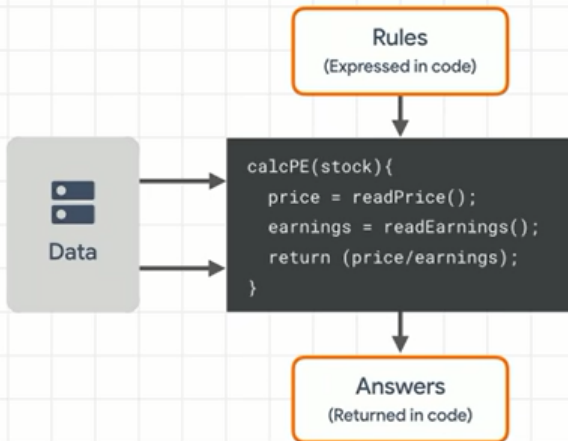 Rules
(Expressed in code)
calcPE(stock){
price = readPrice();
earnings = readEarnings();
return (price/earnings);
}
Data
Answers
(Returned in code)